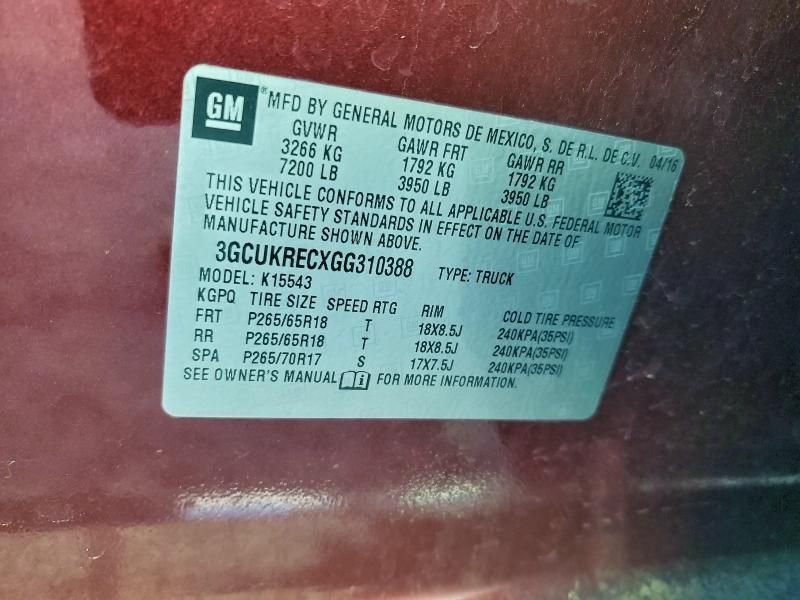 GM ® MFD BY GENERAL MOTORS DE MEXICO, S. DE R.L. DE C.V. 04/16
GVWR GAWR FRT GAWR RR
3266 KG 1792 KG 1792 KG
7200 LB 3950 LB 3950 LB
THIS VEHICLE CONFORMS TO ALL APPLICABLE U.S. FEDERAL MOTOR
VEHICLE SAFETY STANDARDS IN EFFECT ON THE DATE OF
MANUFACTURE SHOWN ABOVE.
3GCUKRECXGG310388 TYPE: TRUCK
MODEL: K15543
KGPQ TIRE SIZE SPEED RTG RIM COLD TIRE PRESSURE
FRT P265/65R18 T 18X8.5J 240KPA(35PSI)
RR P265/65R18 T 18X8.5J 240KPA(35PSI)
SPA P265/70R17 S 17X7.5J 240KPA(35PSI)
SEE OWNER'S MANUAL FOR MORE INFORMATION.